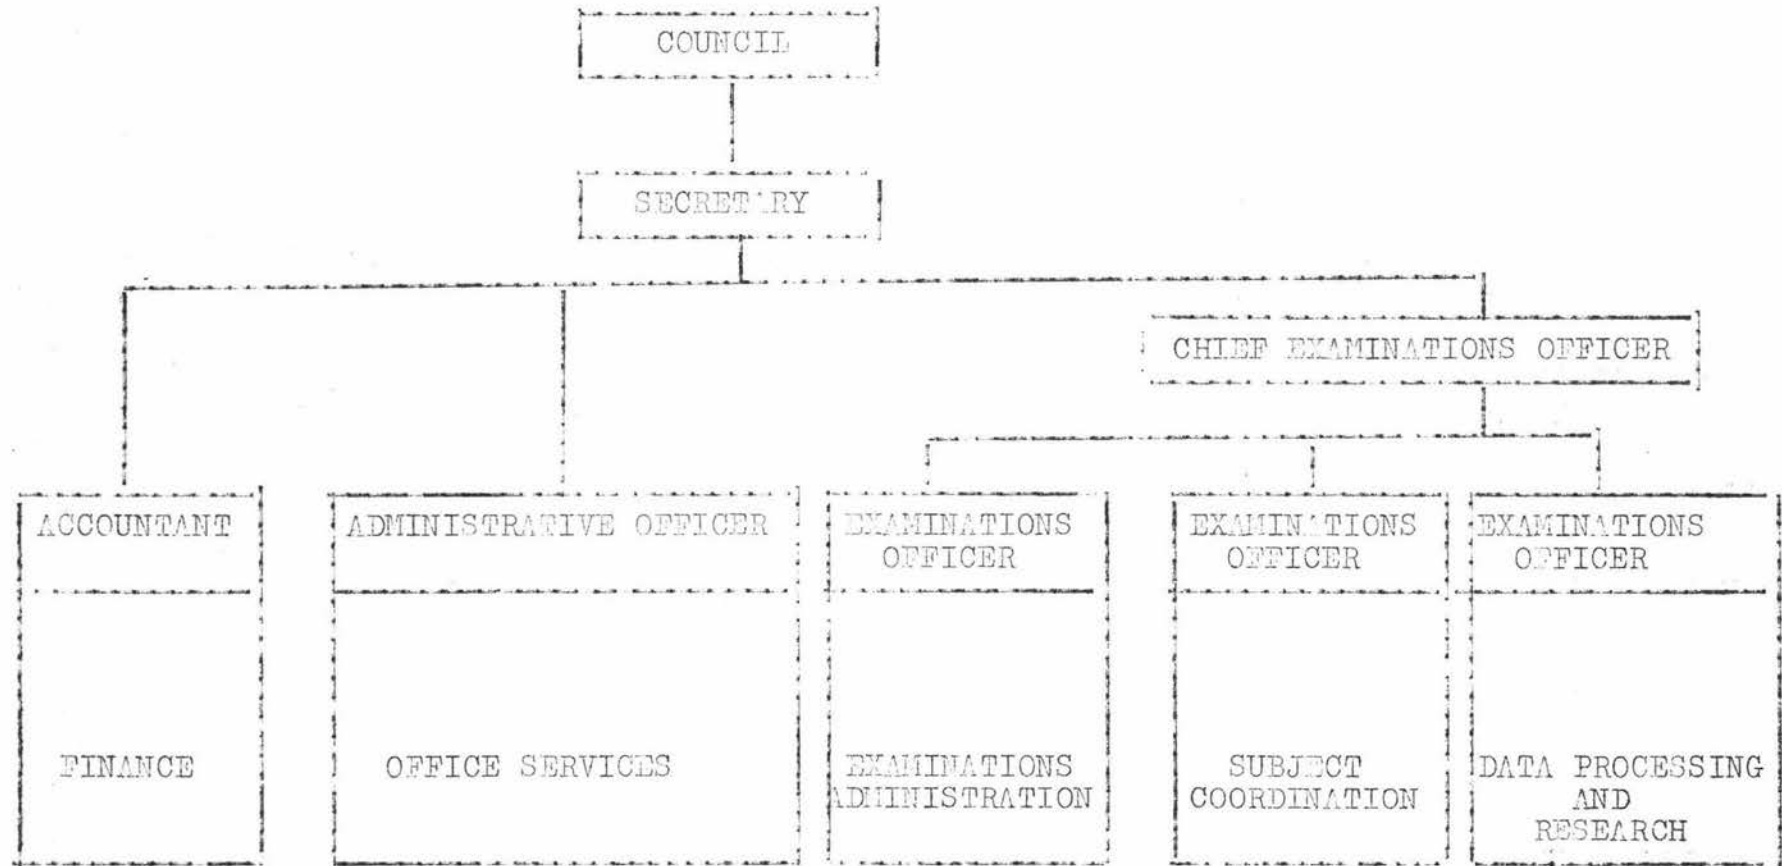 COUNCIL
SECRETARY
CHIEF EXAMINATIONS OFFICER
ACCOUNTANT
FINANCE
ADMINISTRATIVE OFFICER
OFFICE SERVICES
EXAMINATIONS
OFFICER
EXAMINATIONS
ADMINISTRATION
EXAMINATIONS
OFFICER
SUBJECT
COORDINATION
EXAMINATIONS
OFFICER
DATA PROCESSING
AND
RESEARCH